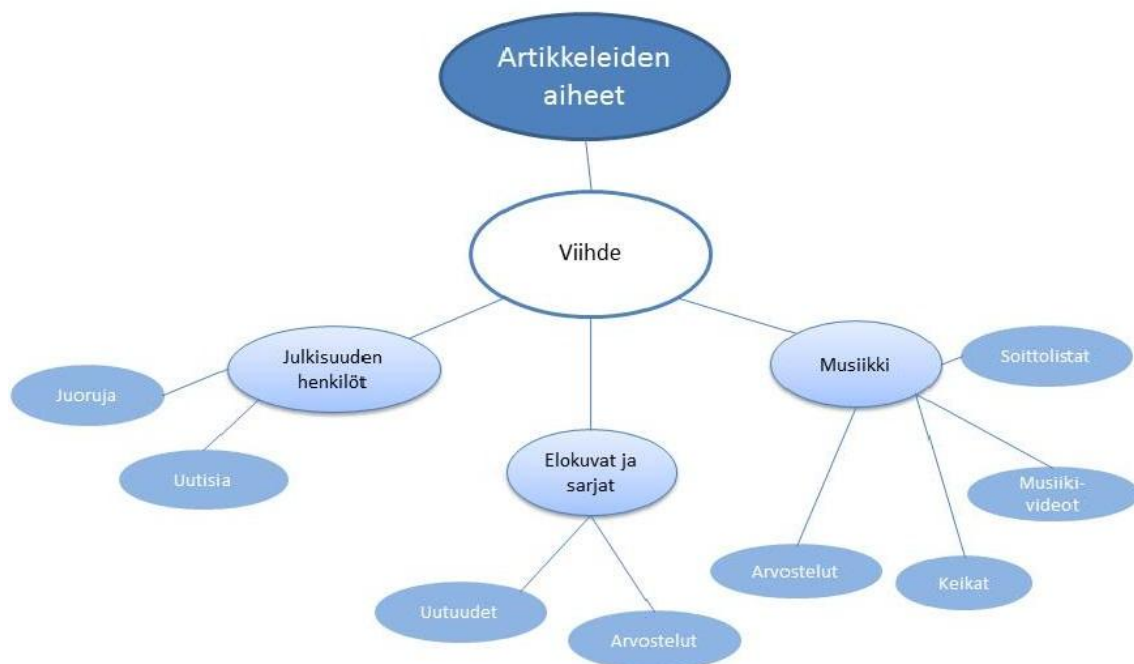 Artikkeleiden
aiheet
Viihde
Julkisuuden
henkilöt
Musiikki
Soittolistat
Juoruja
Uutisia
Elokuvat ja
sarjat
Musiiki-
videot
Arvostelut
Keikat
Uutuudet
Arvostelut